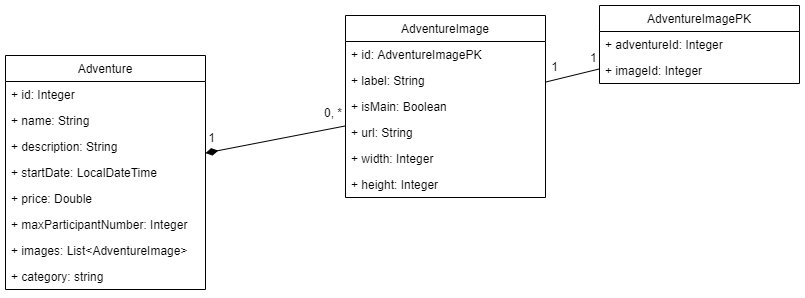 Adventure
+ id: Integer
+ name: String
+ description: String
+ startDate: LocalDateTime
+ price: Double
+ maxParticipantNumber: Integer
+ images: List<AdventureImage>
+ category: string
1
0, *
AdventureImage
+ id: AdventureImagePK
+ label: String
+ isMain: Boolean
+ url: String
+ width: Integer
+ height: Integer
1
1
AdventureImagePK
+ adventureId: Integer
+ imageId: Integer